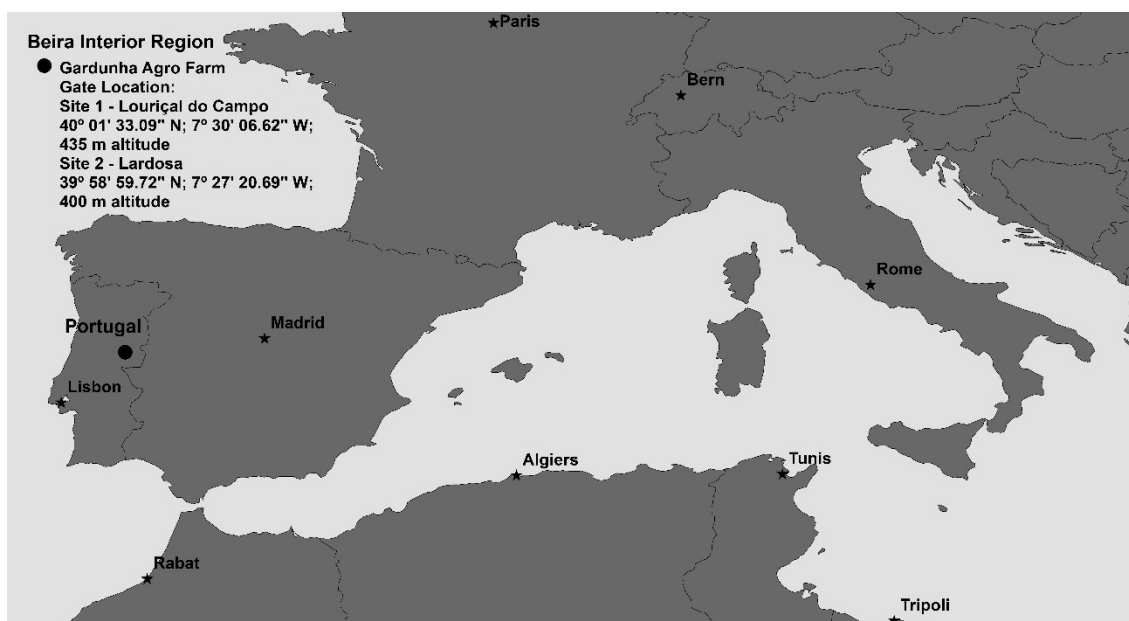 Paris
Beira Interior Region
Gardunha Agro Farm
Gate Location:
Site 1 - Louriçal do Campo
40º 01' 33.09" N; 7º 30' 06.62" W;
435 m altitude
Site 2 - Lardosa
39º 58' 59.72" N; 7º 27' 20.69" W;
400 m altitude
Bern
Rome
Portugal
Madrid
Lisbon
Algiers
Tunis
Rabat
Tripoli